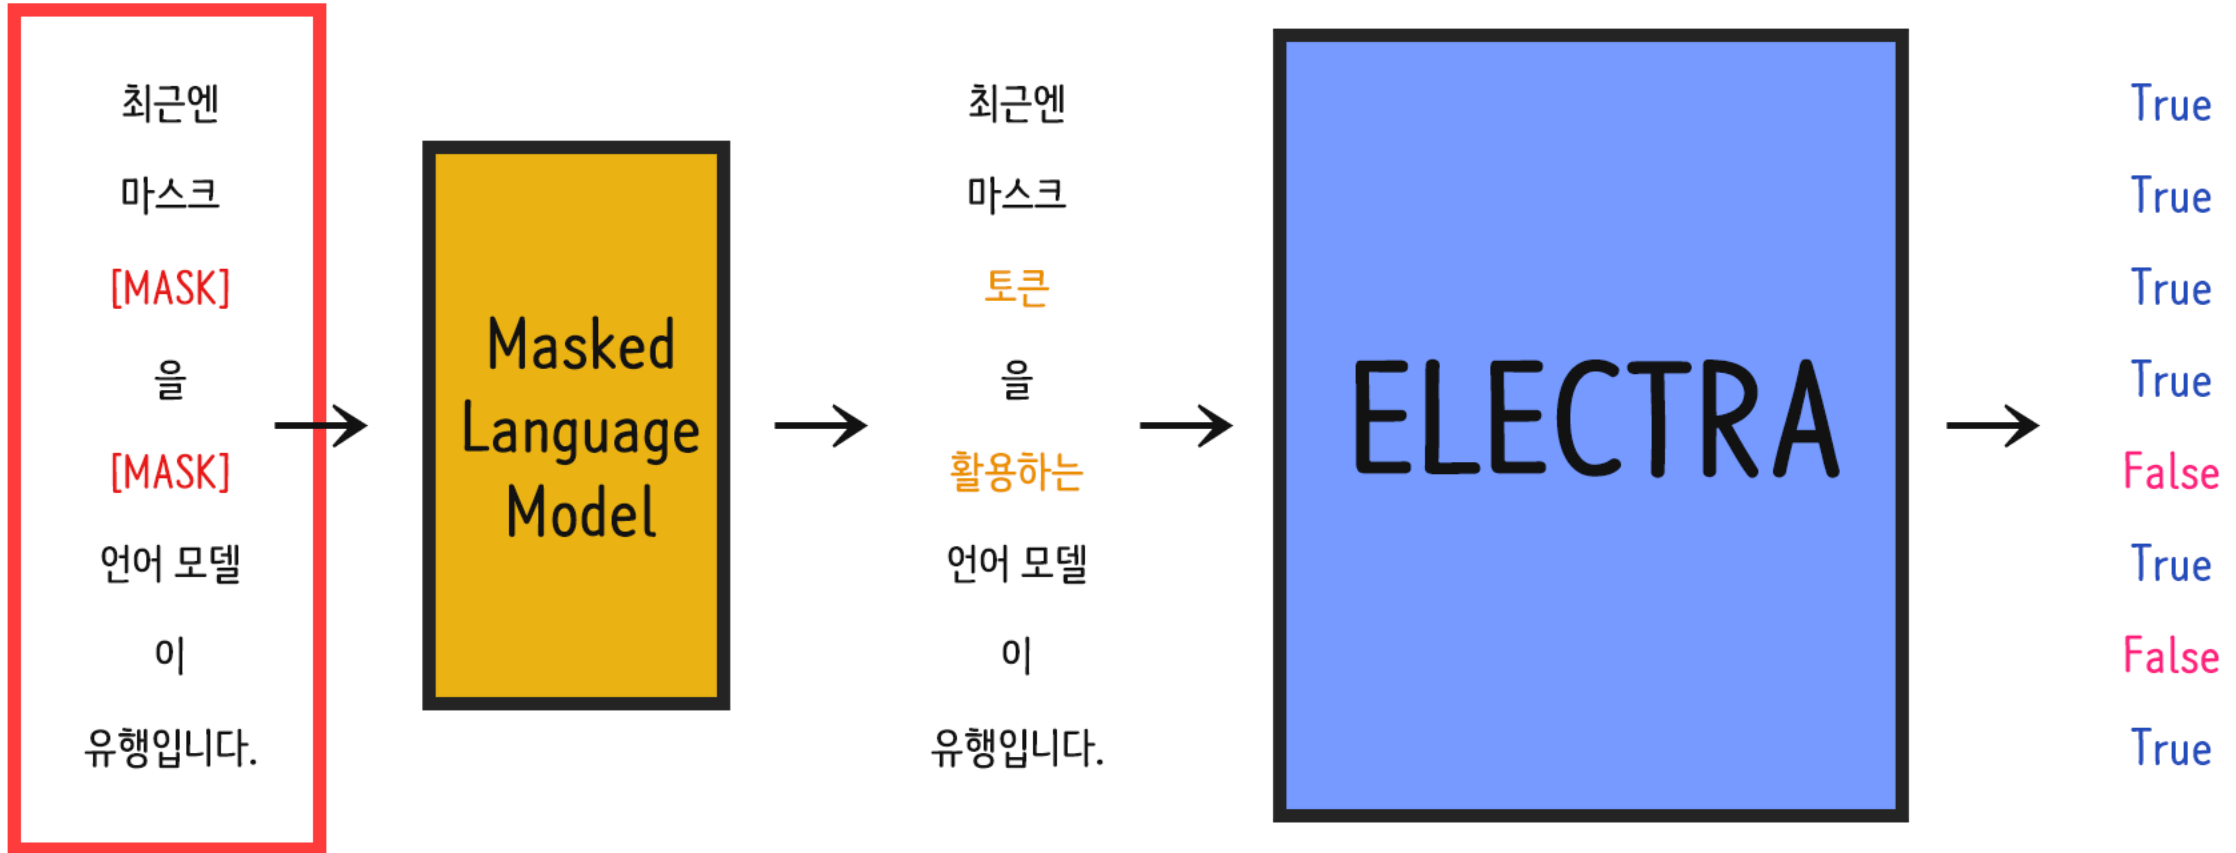 최근엔
마스크
[MASK]
을
[MASK]
언어 모델
이
유행입니다.
Masked
Language
Model
최근엔
마스크
토큰
을
활용하는
언어 모델
이
유행입니다.
ELECTRA
True
True
True
True
False
True
False
True